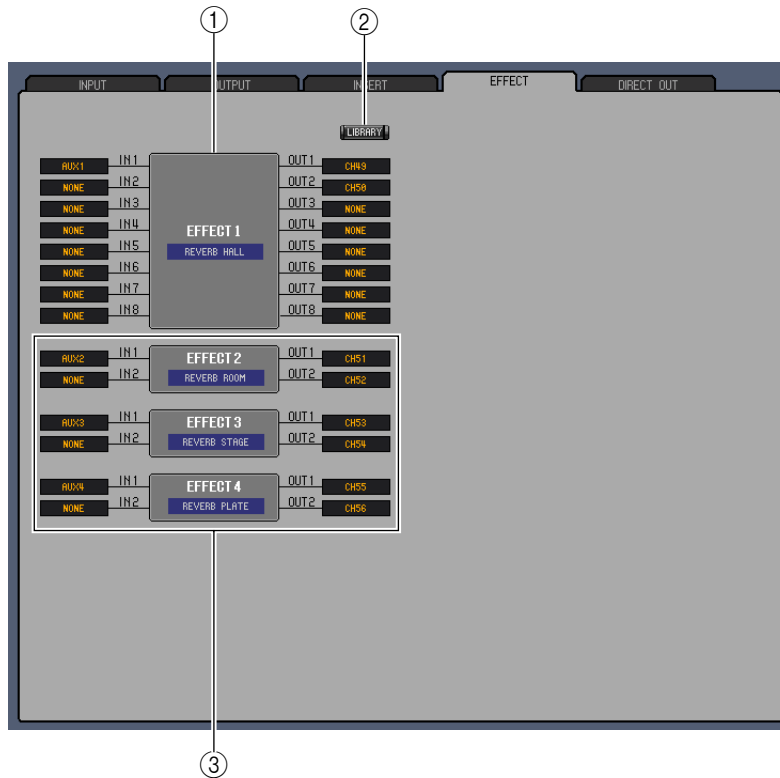 ① ②
INPUT OUTPUT INSERT EFFECT DIRECT OUT
LIBRARY
AUX1 IN1 OUT1 CH49
NONE IN2 OUT2 CH50
NONE IN3 OUT3 NONE
NONE IN4 EFFECT 1 OUT4 NONE
NONE IN5 REVERB HALL OUT5 NONE
NONE IN6 OUT6 NONE
NONE IN7 OUT7 NONE
NONE IN8 OUT8 NONE
AUX2 IN1 EFFECT 2 OUT1 CH51
NONE IN2 REVERB ROOM OUT2 CH52
AUX3 IN1 EFFECT 3 OUT1 CH53
NONE IN2 REVERB STAGE OUT2 CH54
AUX4 IN1 EFFECT 4 OUT1 CH55
NONE IN2 REVERB PLATE OUT2 CH56
③